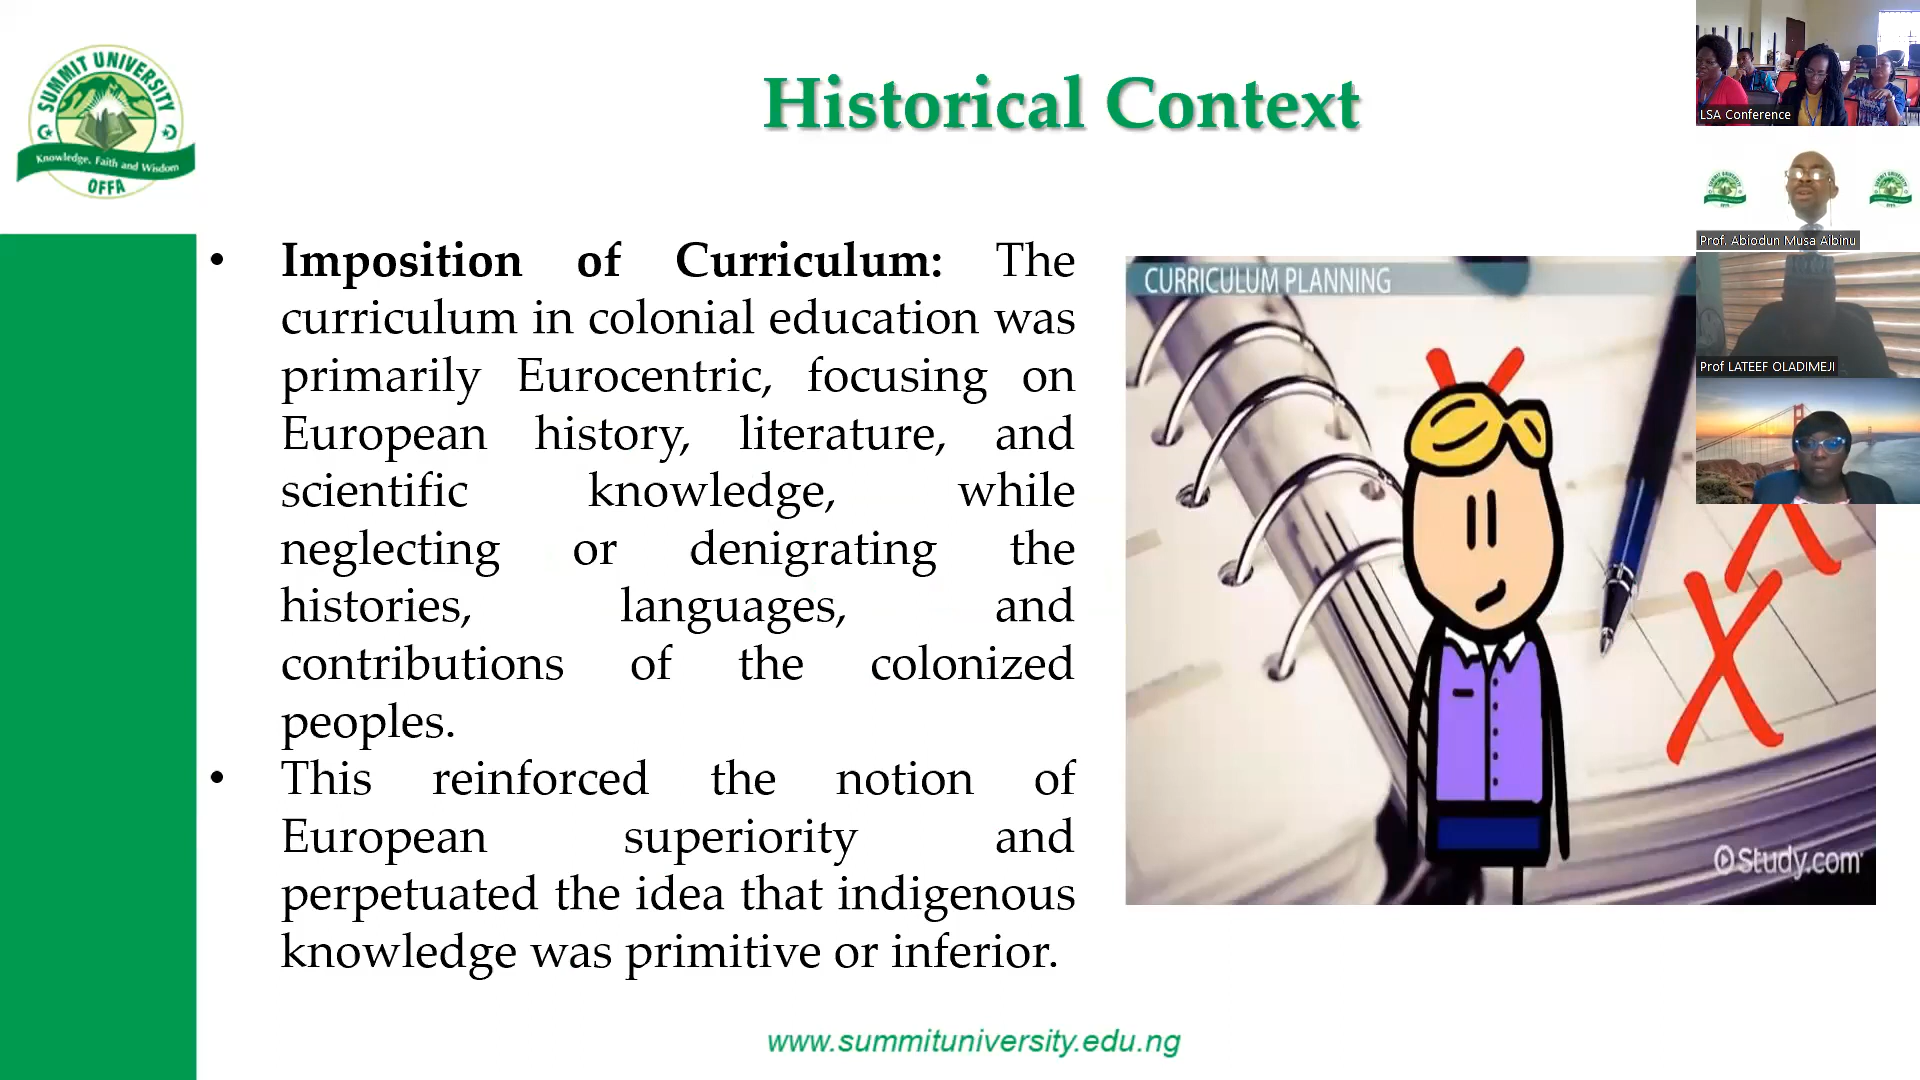 SUMMIT UNIVERSITY
Knowledge, Faith and Wisdom
OFFA
Historical Context
• Imposition of Curriculum: The
curriculum in colonial education was
primarily Eurocentric, focusing on
European history, literature, and
scientific knowledge, while
neglecting or denigrating the
histories, languages, and
contributions of the colonized
peoples.
• This reinforced the notion of
European superiority and
perpetuated the idea that indigenous
knowledge was primitive or inferior.
CURRICULUM PLANNING
X
Study.com
LSA Conference
Prof. Abiodun Musa Aibinu
Prof LATEEF OLADIMEJI
www.summituniversity.edu.ng